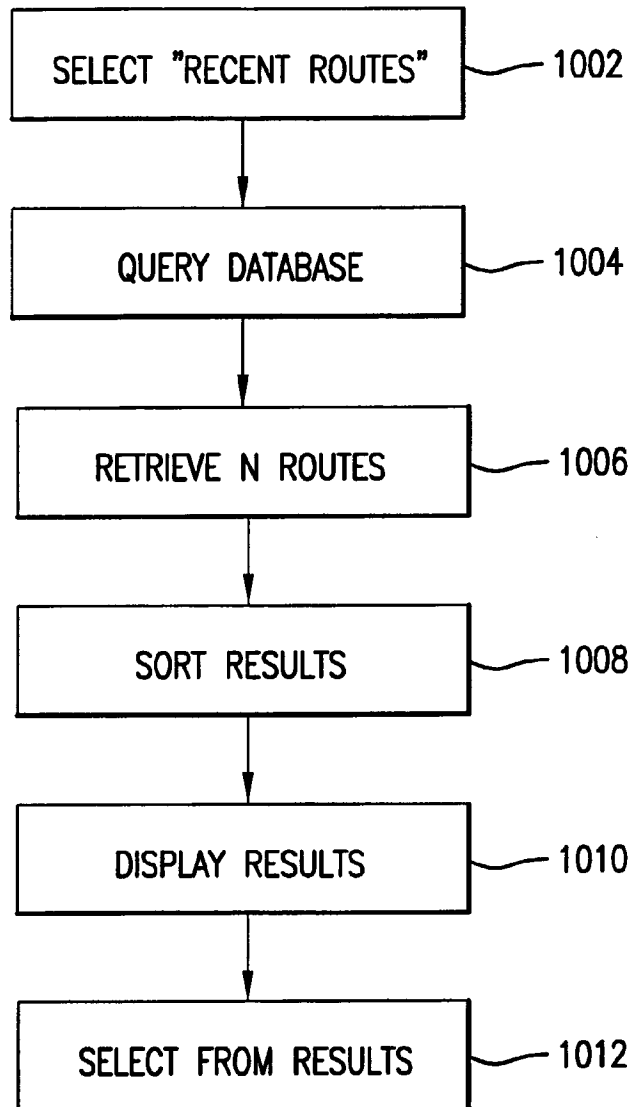 SELECT "RECENT ROUTES" 1002
QUERY DATABASE 1004
RETRIEVE N ROUTES 1006
SORT RESULTS 1008
DISPLAY RESULTS 1010
SELECT FROM RESULTS 1012